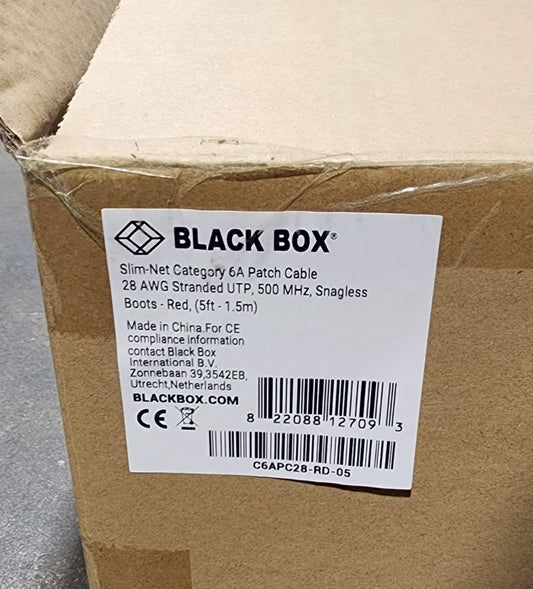 BLACK BOX®
Slim-Net Category 6A Patch Cable
28 AWG Stranded UTP, 500 MHz, Snagless
Boots - Red, (5ft - 1.5m)
Made in China.For CE
compliance information
contact Black Box
International B.V.
Zonnebaan 39,3542EB,
Utrecht,Netherlands
BLACKBOX.COM
CE
8 22088 12709 3
C6APC28-RD-05